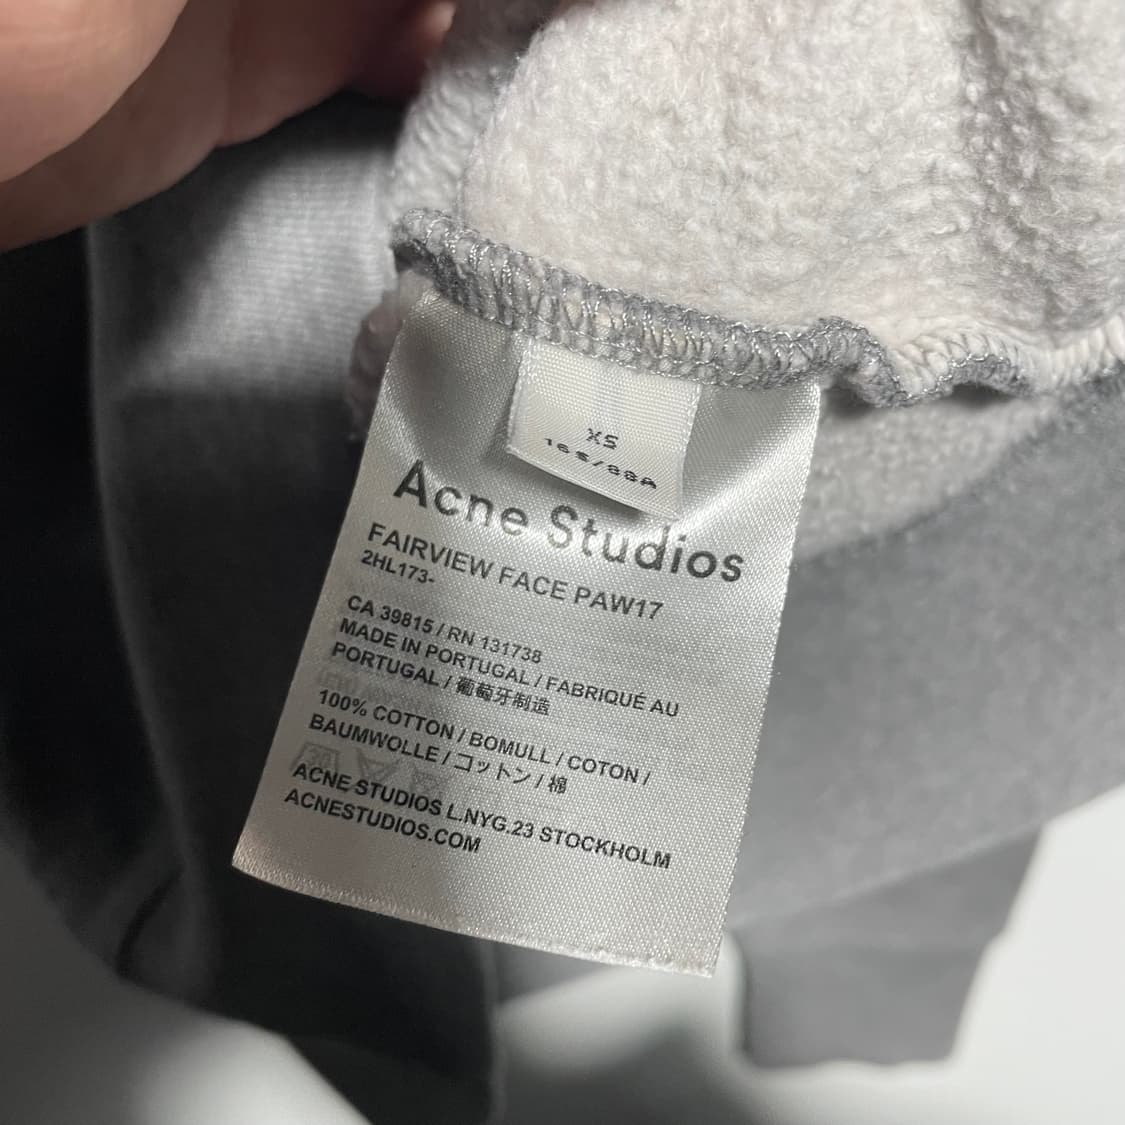 XS
165/88A
Acne Studios
FAIRVIEW FACE PAW17
2HL173-
CA 39815 / RN 131738
MADE IN PORTUGAL / FABRIQUÉ AU
PORTUGAL / 葡萄牙制造
100% COTTON / BOMULL / COTON /
BAUMWOLLE / コットン / 棉
ACNE STUDIOS L.NYG.23 STOCKHOLM
ACNESTUDIOS.COM